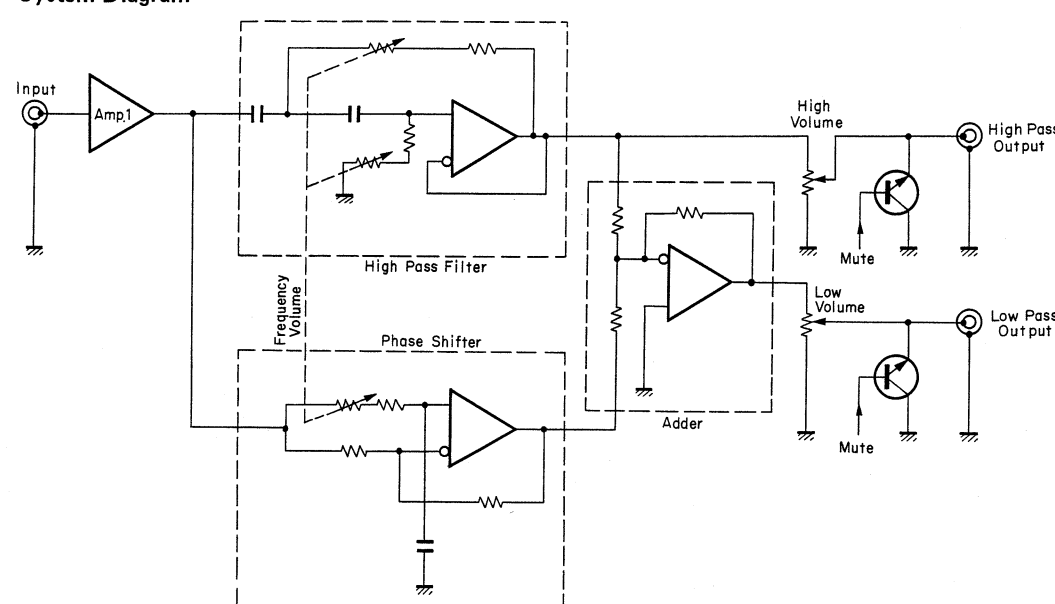 System Diagram
Input
Amp.1
High Pass Filter
Frequency
Volume
Phase Shifter
Adder
High
Volume
High Pass
Output
Mute
Low
Volume
Low Pass
Output
Mute